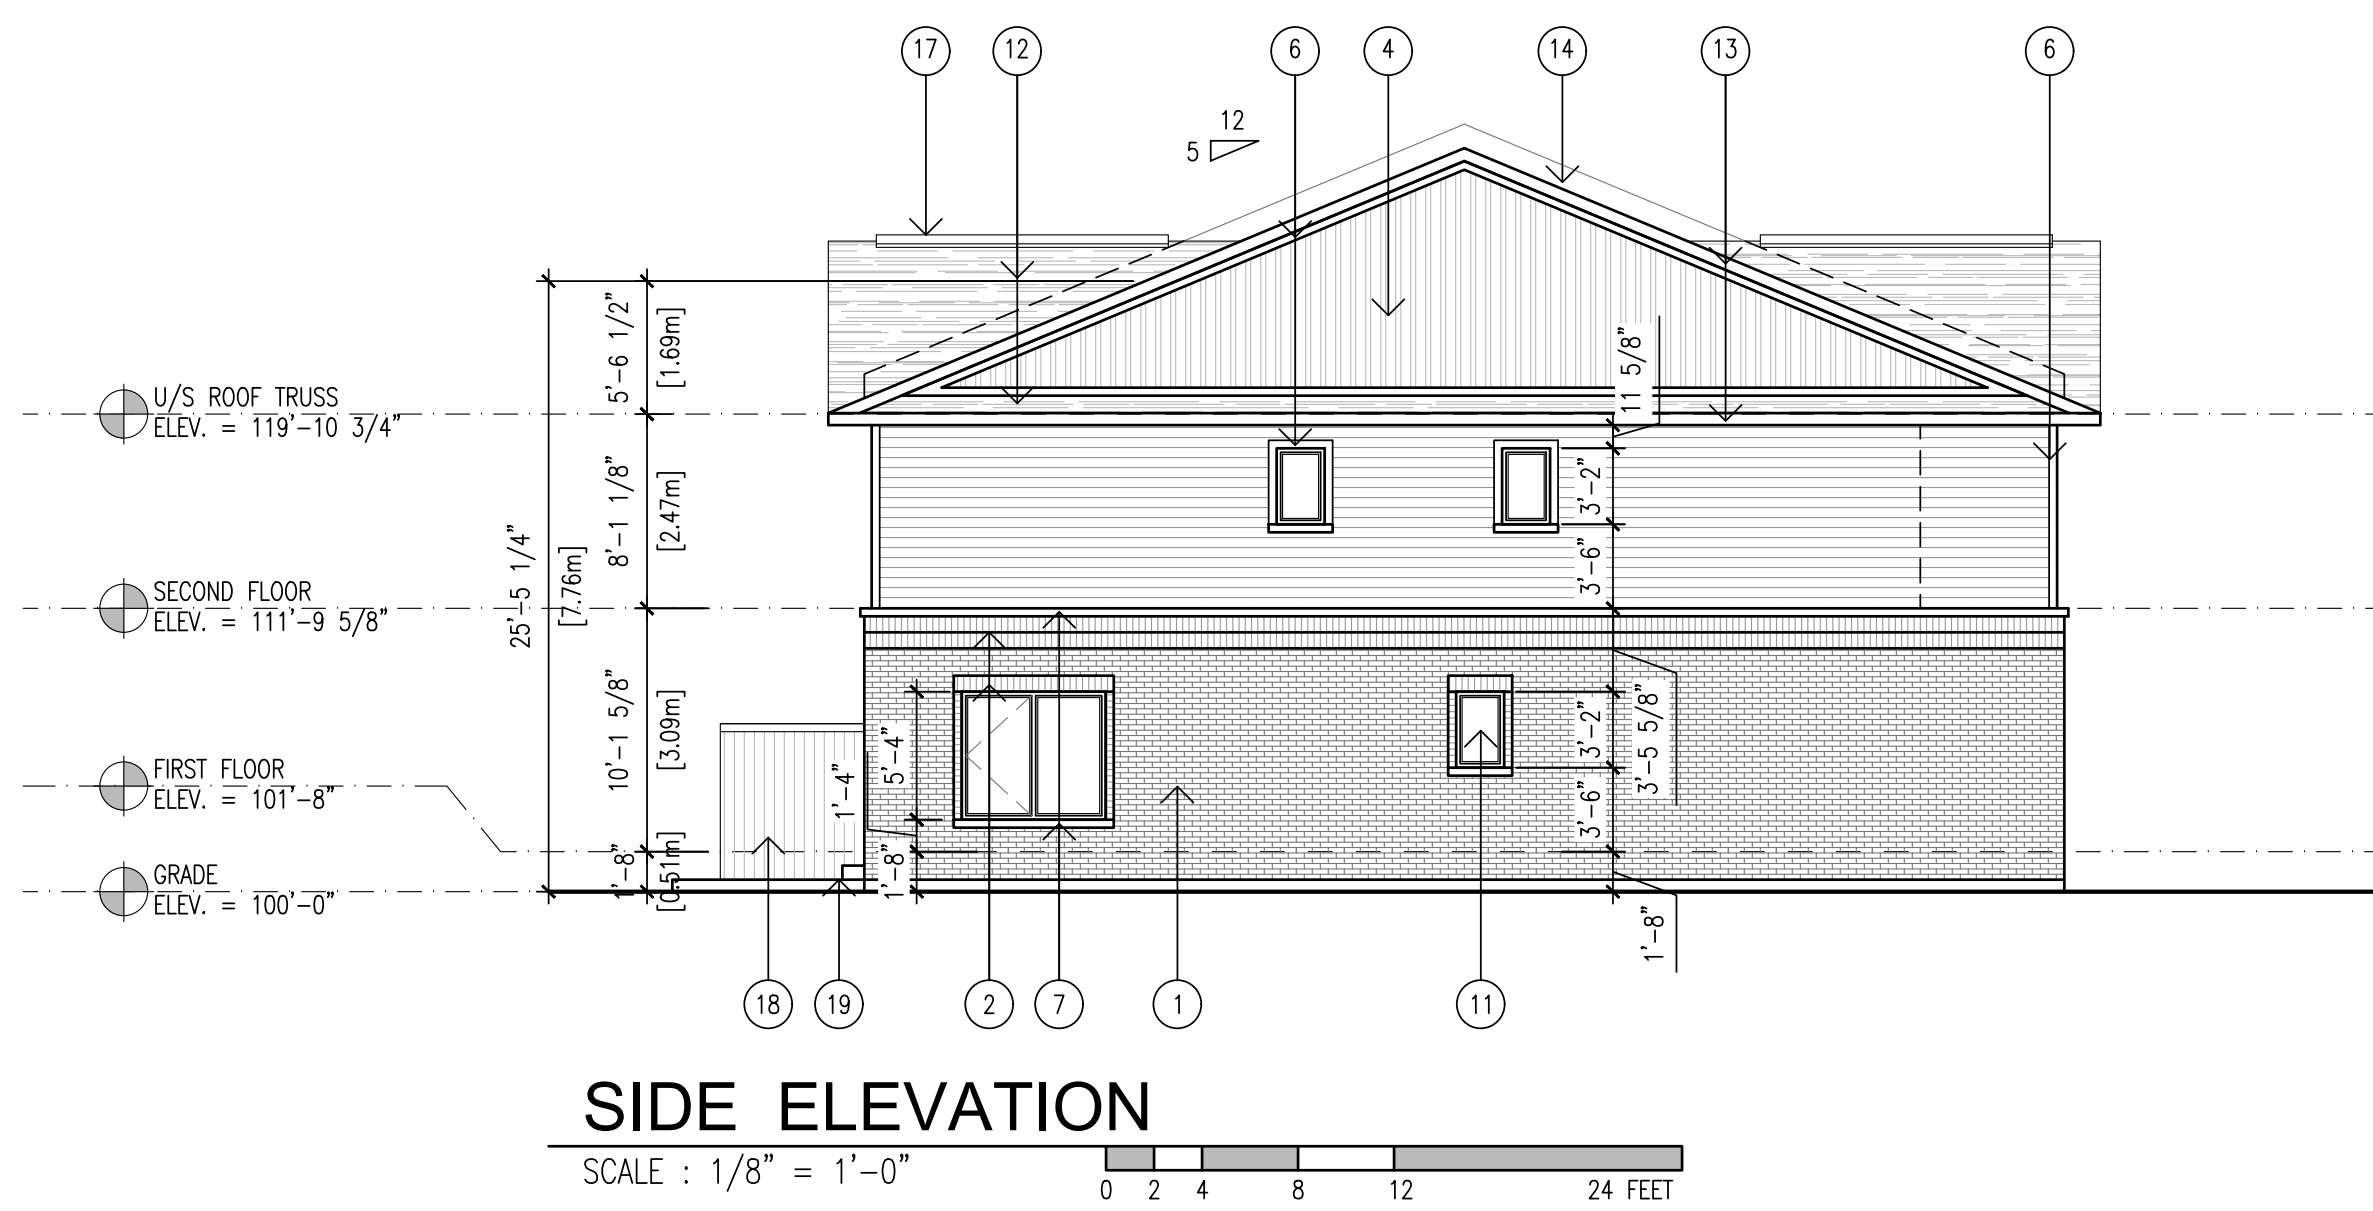 17
12
6
4
14
13
6
12
5
U/S ROOF TRUSS
ELEV. = 119'-10 3/4"
SECOND FLOOR
ELEV. = 111'-9 5/8"
FIRST FLOOR
ELEV. = 101'-8"
GRADE
ELEV. = 100'-0"
25'-5 1/4"
[7.76m]
5'-6 1/2"
[1.69m]
8'-1 1/8"
[2.47m]
10'-1 5/8"
[3.09m]
1'-8"
[0.51m]
1'-4"
5'-4"
1'-8"
11 5/8"
3'-2"
3'-6"
3'-2"
3'-5 5/8"
3'-6"
1'-8"
18
19
2
7
1
11
SIDE ELEVATION
SCALE : 1/8" = 1'-0"
0 2 4 8 12 24 FEET